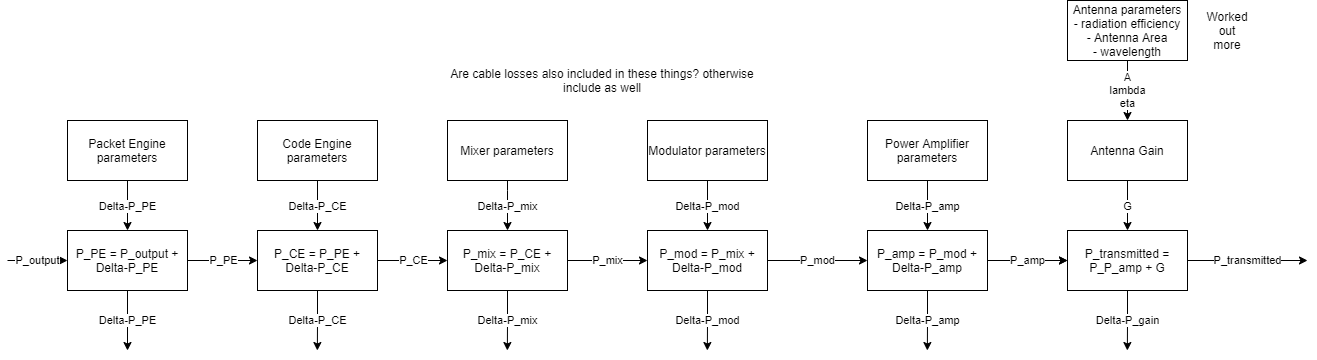 Antenna parameters
- radiation efficiency
- Antenna Area
- wavelength
Worked
out
more
Are cable losses also included in these things? otherwise
include as well
A
lambda
eta
Packet Engine
parameters
Code Engine
parameters
Mixer parameters
Modulator parameters
Power Amplifier
parameters
Antenna Gain
Delta-P_PE
Delta-P_CE
Delta-P_mix
Delta-P_mod
Delta-P_amp
G
P_output
P_PE = P_output +
Delta-P_PE
P_PE
P_CE = P_PE +
Delta-P_CE
P_CE
P_mix = P_CE +
Delta-P_mix
P_mix
P_mod = P_mix +
Delta-P_mod
P_mod
P_amp = P_mod +
Delta-P_amp
P_amp
P_transmitted =
P_P_amp + G
P_transmitted
Delta-P_PE
Delta-P_CE
Delta-P_mix
Delta-P_mod
Delta-P_amp
Delta-P_gain